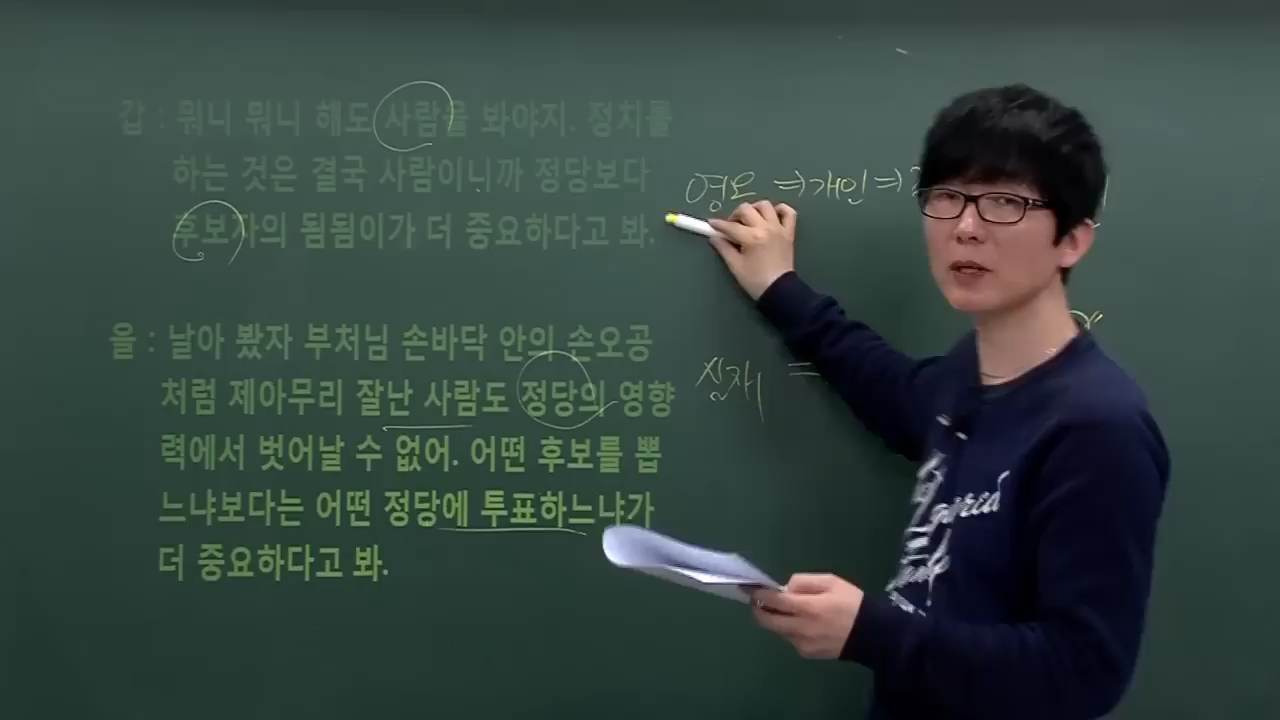 갑 : 뭐니 뭐니 해도 사람을 봐야지. 정치를
하는 것은 결국 사람이니까 정당보다
후보자의 됨됨이가 더 중요하다고 봐.
명모 ⇒개인⇒
을 : 날아 봤자 부처님 손바닥 안의 손오공
처럼 제아무리 잘난 사람도 정당의 영향
력에서 벗어날 수 없어. 어떤 후보를 뽑
느냐보다는 어떤 정당에 투표하느냐가
더 중요하다고 봐.
실재 =